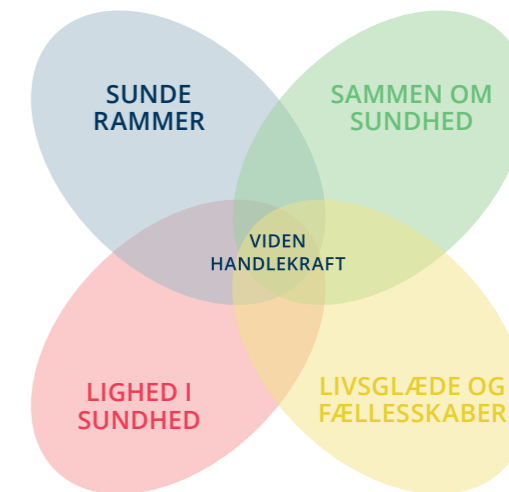 SUNDE
RAMMER
SAMMEN OM
SUNDHED
VIDEN
HANDLEKRAFT
LIGHED I
SUNDHED
LIVSGLÆDE OG
FÆLLESSKABER